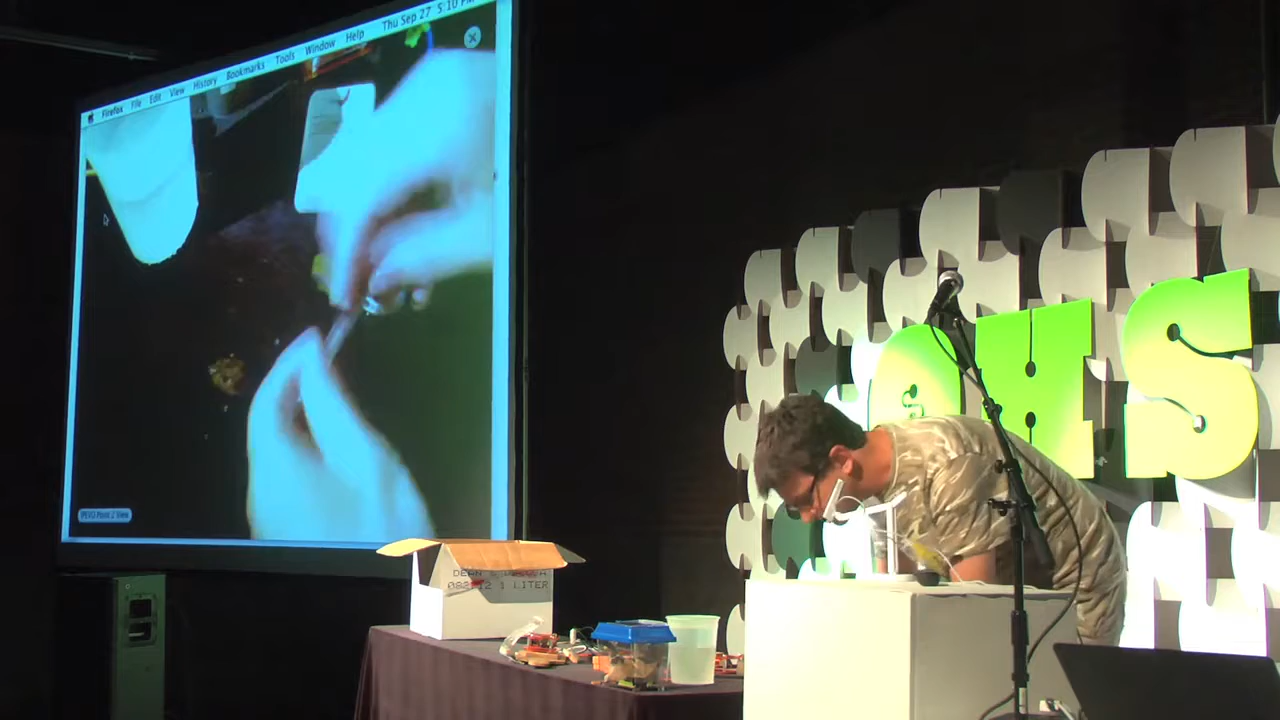 Firefox File Edit View History Bookmarks Tools Window Help Thu Sep 27 5:10 PM
OHS
1 LITER